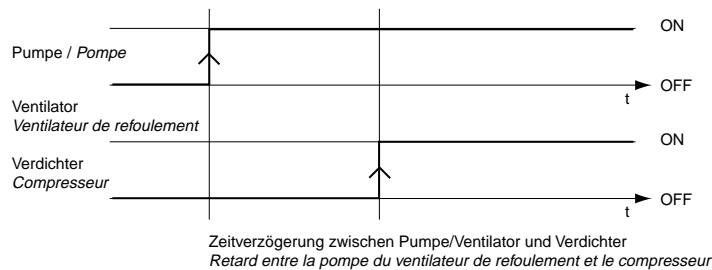 ON
Pumpe / Pompe
OFF
t
Ventilator
Ventilateur de refoulement
ON
Verdichter
Compresseur
OFF
t
Zeitverzögerung zwischen Pumpe/Ventilator und Verdichter
Retard entre la pompe du ventilateur de refoulement et le compresseur